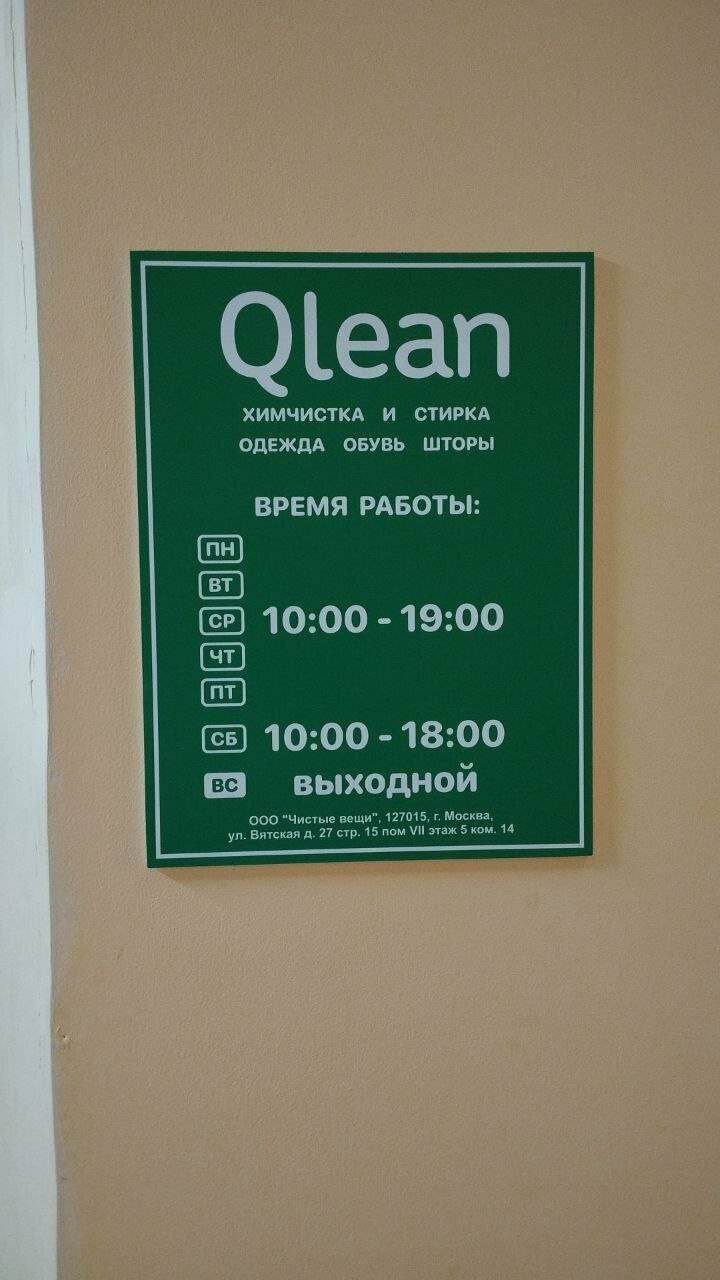 Qlean
ХИМЧИСТКА И СТИРКА
ОДЕЖДА ОБУВЬ ШТОРЫ
ВРЕМЯ РАБОТЫ:
ПН
ВТ
СР 10:00 - 19:00
ЧТ
ПТ
СБ 10:00 - 18:00
ВС выходной
ООО "Чистые вещи", 127015, г. Москва,
ул. Вятская д. 27 стр. 15 пом VII этаж 5 ком. 14